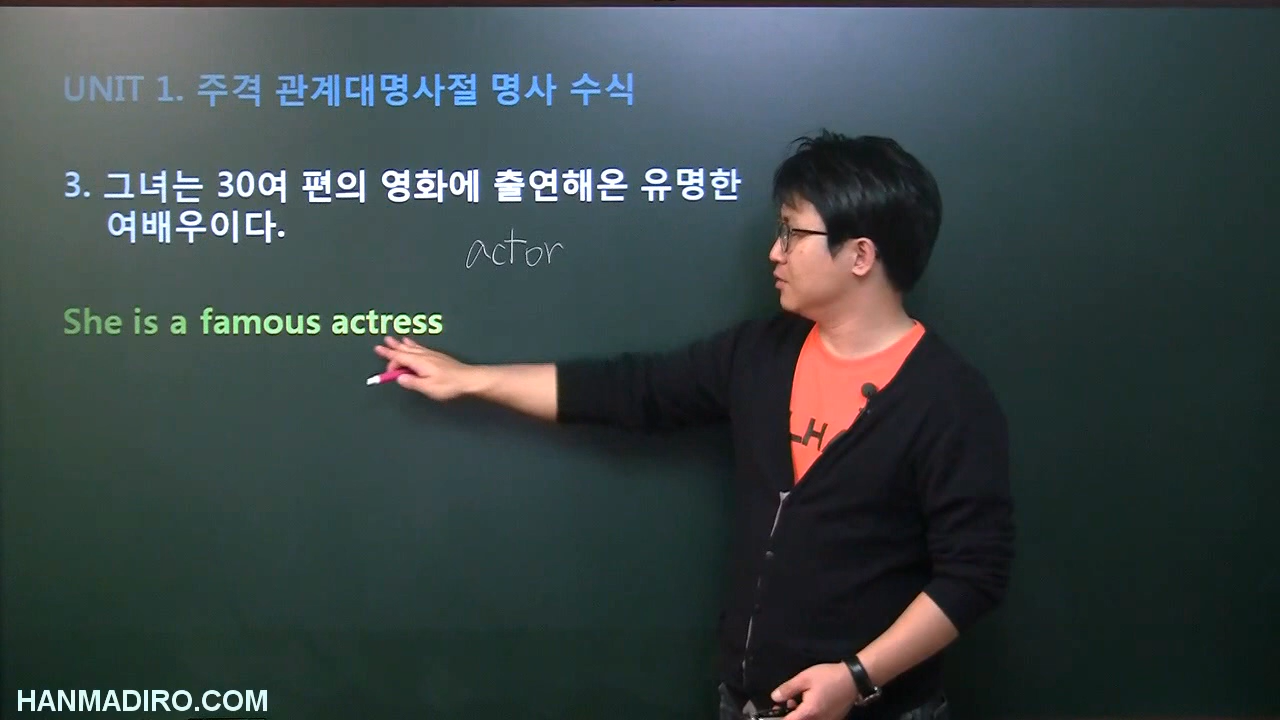 UNIT 1. 주격 관계대명사절 명사 수식
3. 그녀는 30여 편의 영화에 출연해온 유명한
여배우이다.
actor
She is a famous actress
HANMADIRO.COM